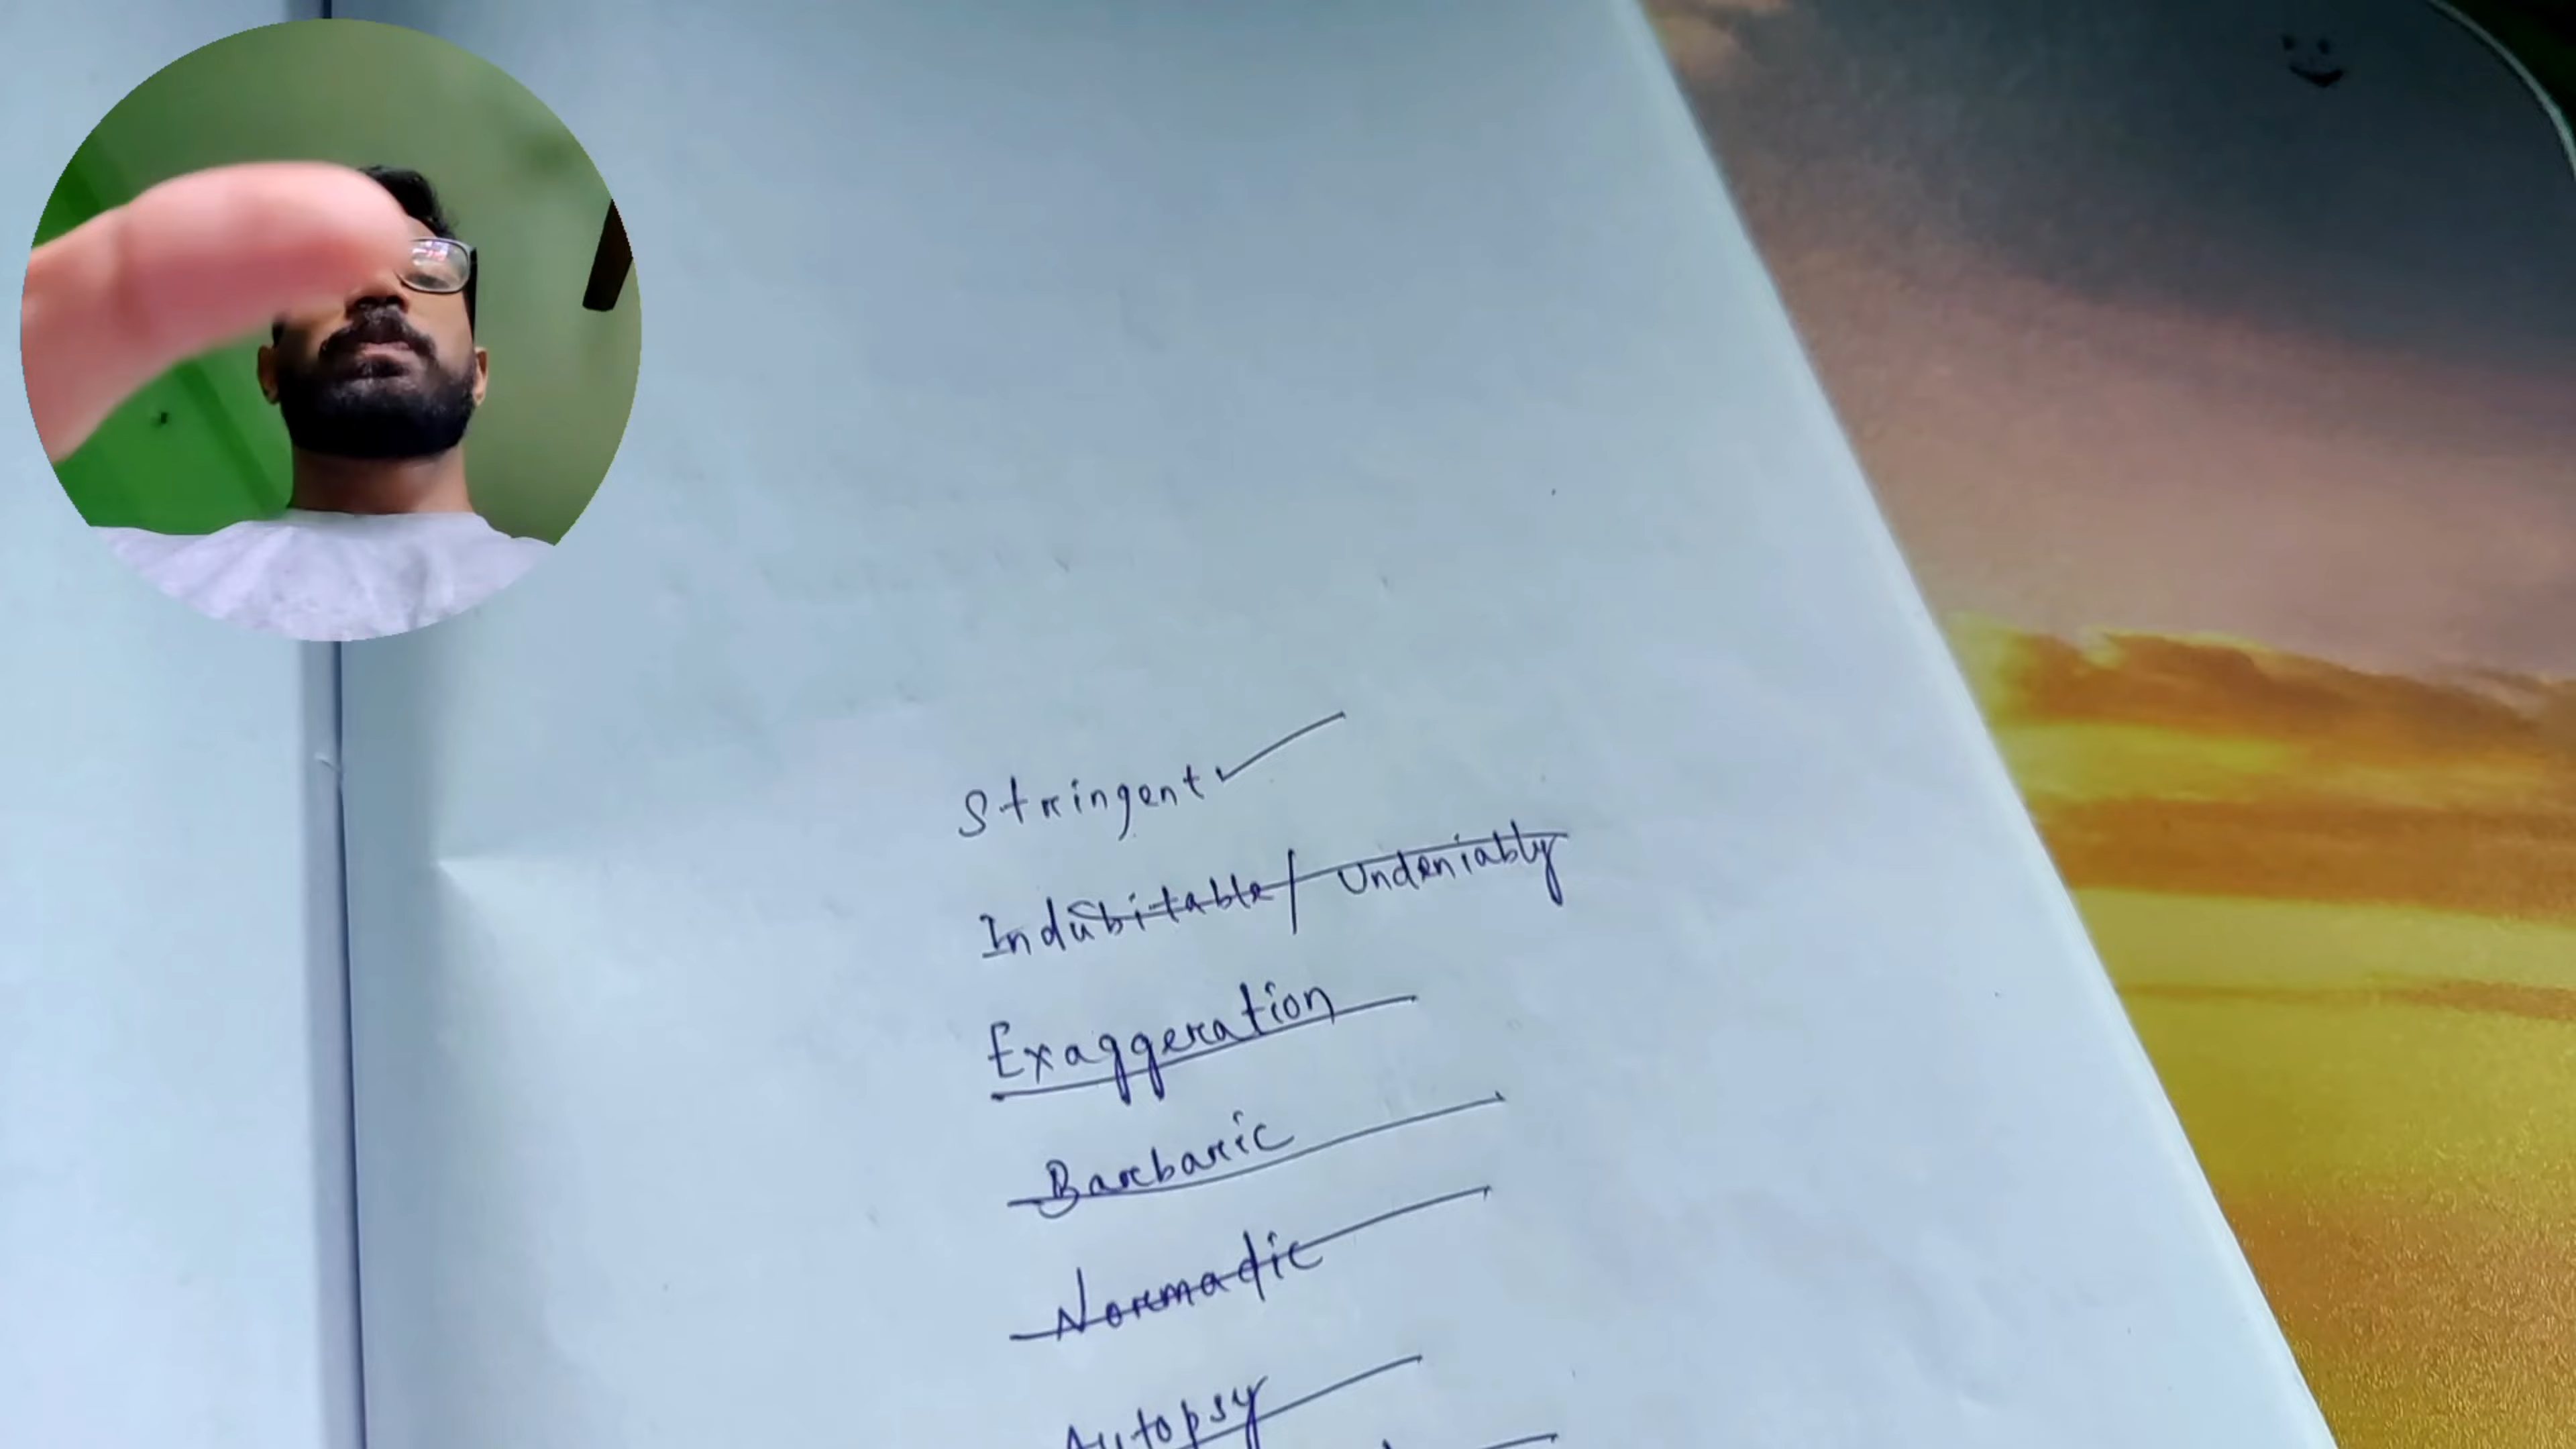 Stringent
Indubitable / Undeniably
Exaggeration
Barbaric
Normadic
Autopsy